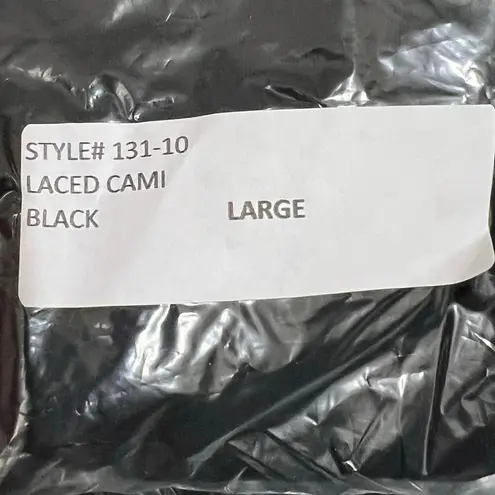 STYLE# 131-10
LACED CAMI
BLACK LARGE